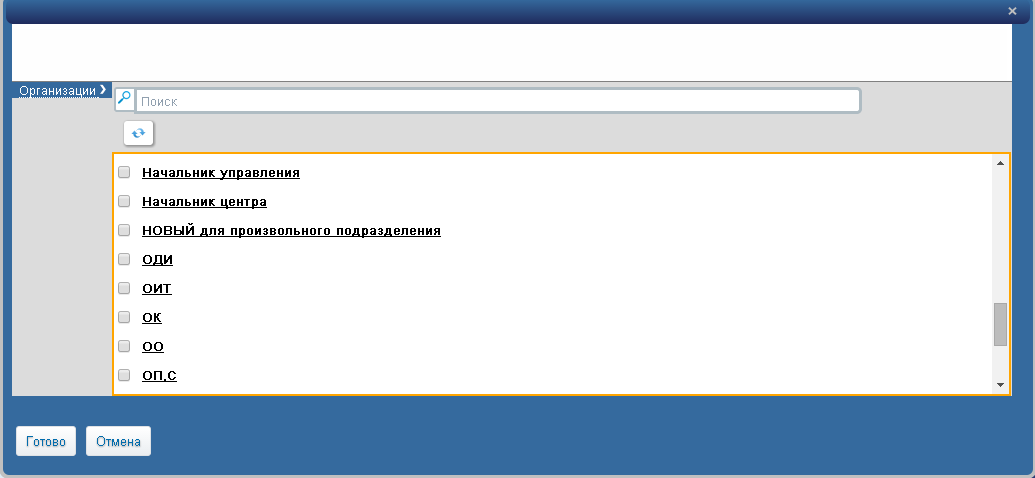 Организации
Поиск
Начальник управления
Начальник центра
НОВЫЙ для произвольного подразделения
ОДИ
ОИТ
ОК
ОО
ОП,С
Готово
Отмена